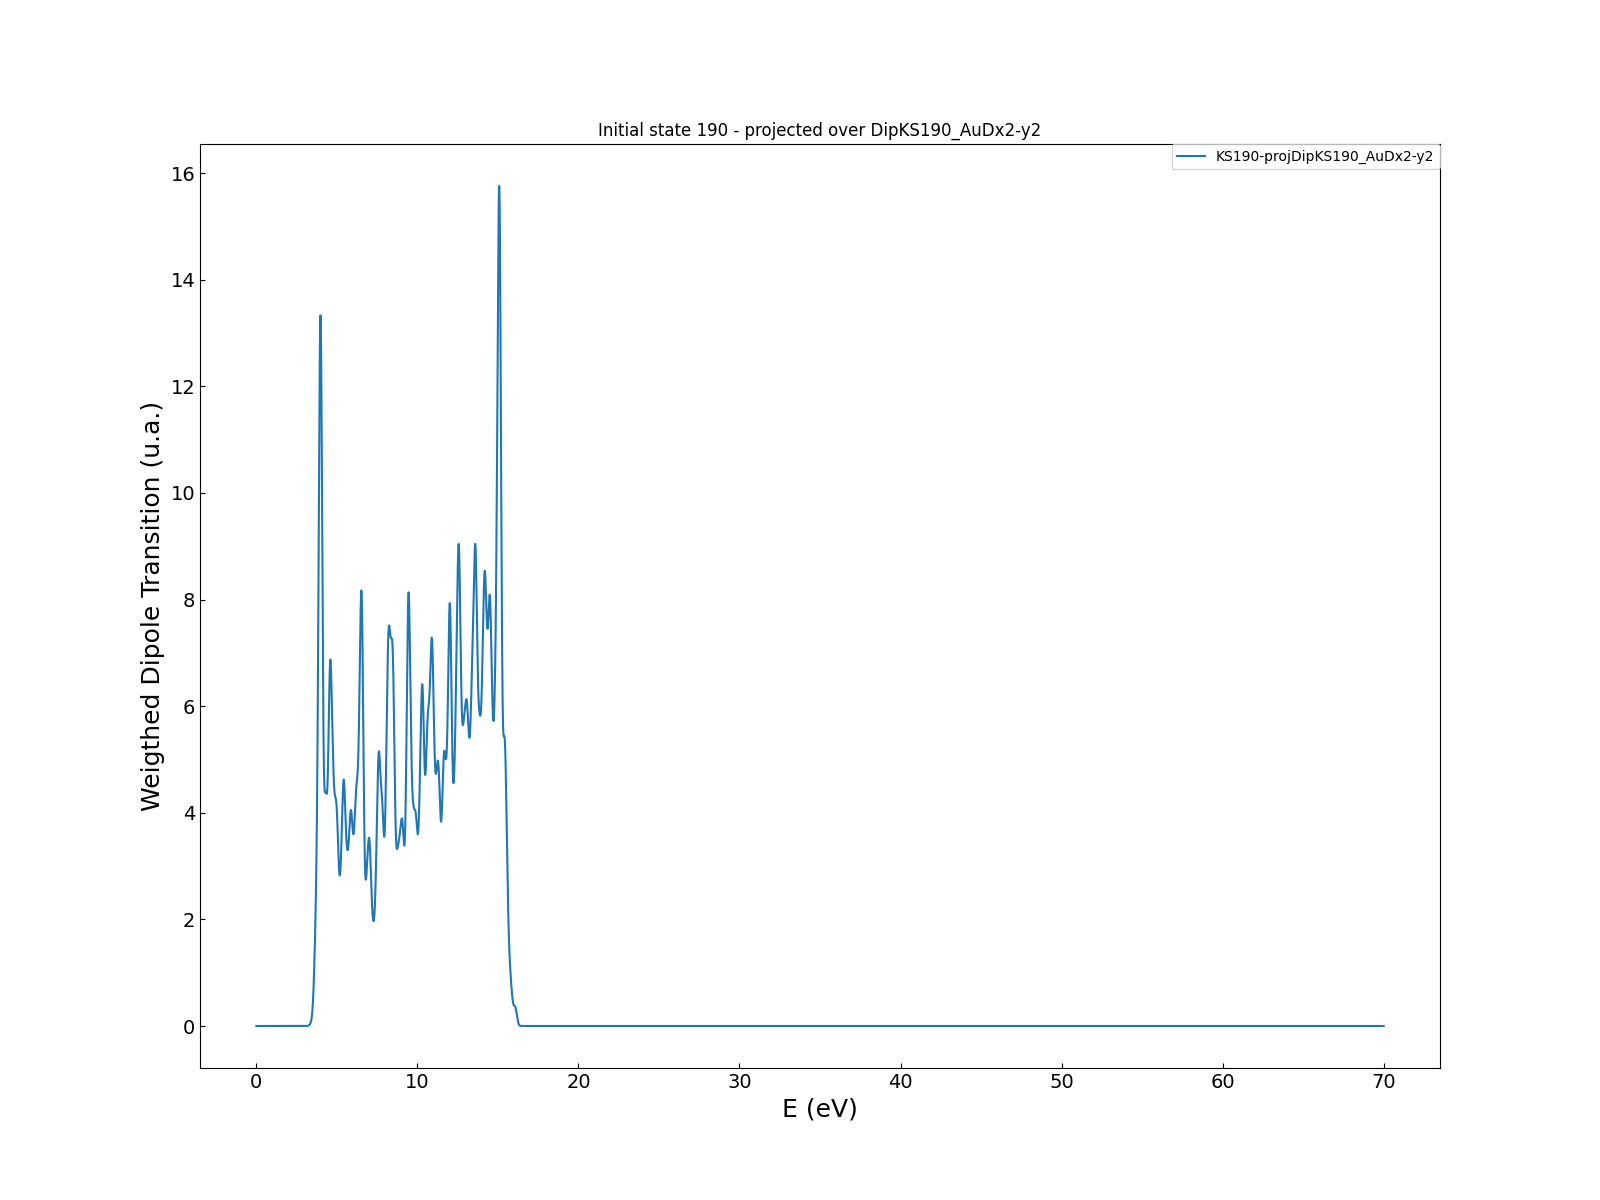 Initial state 190 - projected over DipKS190_AuDx2-y2
KS190-projDipKS190_AuDx2-y2
16
14
12
10
8
6
4
2
0
Weigthed Dipole Transition (u.a.)
0 10 20 30 40 50 60 70
E (eV)